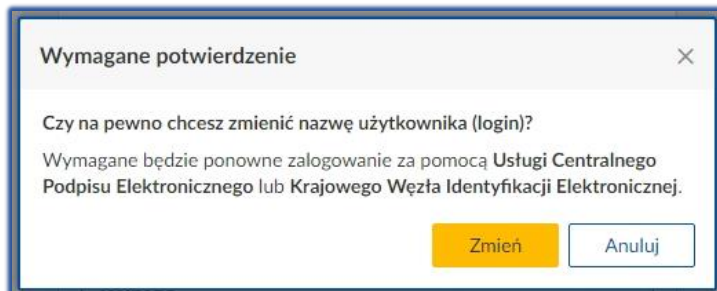 Wymagane potwierdzenie
Czy na pewno chcesz zmienić nazwę użytkownika (login)?
Wymagane będzie ponowne zalogowanie za pomocą Usługi Centralnego
Podpisu Elektronicznego lub Krajowego Węzła Identyfikacji Elektronicznej.
Zmień Anuluj